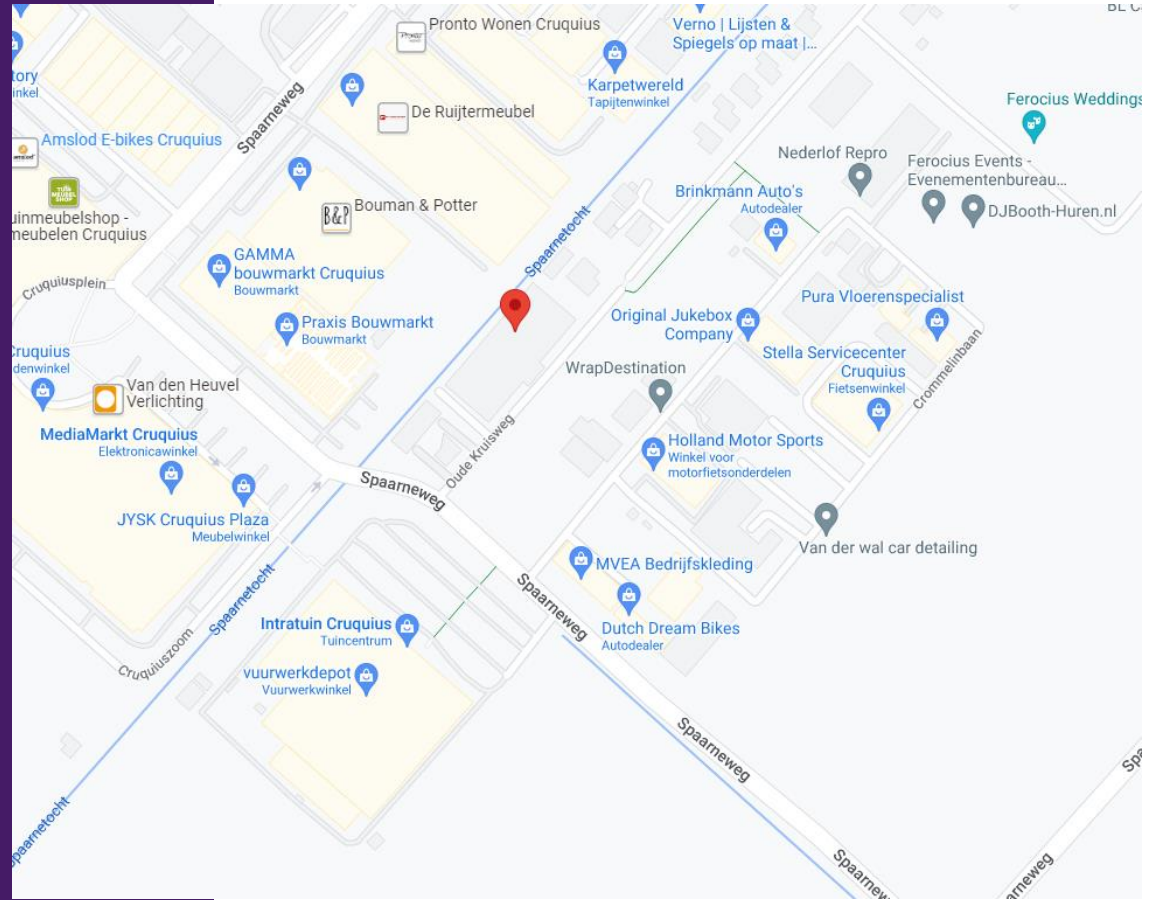 Pronto Wonen Cruquius
Verno | Lijsten &
Spiegels op maat |...
Karpetwereld
Tapijtenwinkel
De Ruijtermeubel
Spaarneweg
Amslod E-bikes Cruquius
Ferocius Weddings
Nederlof Repro
Ferocius Events -
Evenementenbureau...
DJBooth-Huren.nl
Brinkmann Auto's
Autodealer
B&P
Bouman & Potter
uinmeubelshop -
meubelen Cruquius
Spaarnetocht
GAMMA
bouwmarkt Cruquius
Bouwmarkt
Cruquiusplein
Praxis Bouwmarkt
Bouwmarkt
Original Jukebox
Company
Pura Vloerenspecialist
Stella Servicecenter
Cruquius
Fietsenwinkel
Crommelinbaan
WrapDestination
Cruquius
denwinkel
Van den Heuvel
Verlichting
MediaMarkt Cruquius
Elektronicawinkel
Oude Kruisweg
Holland Motor Sports
Winkel voor
motorfietsonderdelen
Spaarneweg
JYSK Cruquius Plaza
Meubelwinkel
Van der wal car detailing
MVEA Bedrijfskleding
Spaarneweg
Spaarnetocht
Intratuin Cruquius
Tuincentrum
Dutch Dream Bikes
Autodealer
Cruquiuszoom
vuurwerkdepot
Vuurwerkwinkel
Spaarneweg
Spaarnetocht
Spaarnew
arneweg